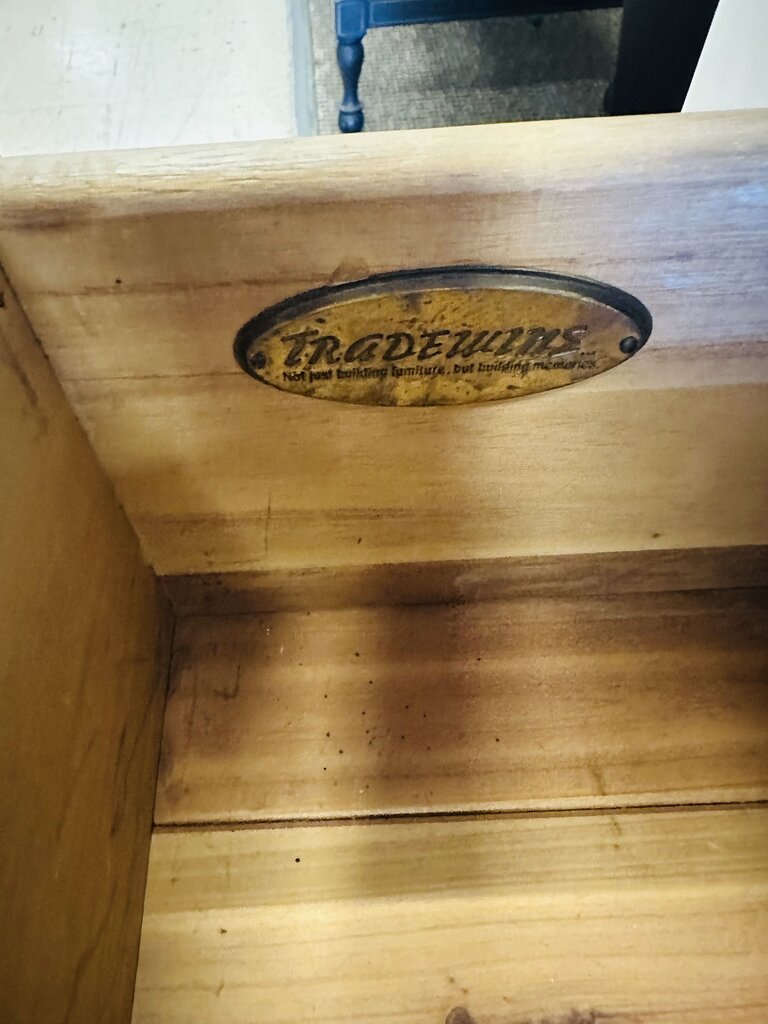 TRADEWINS
Not just building furniture, but building memories